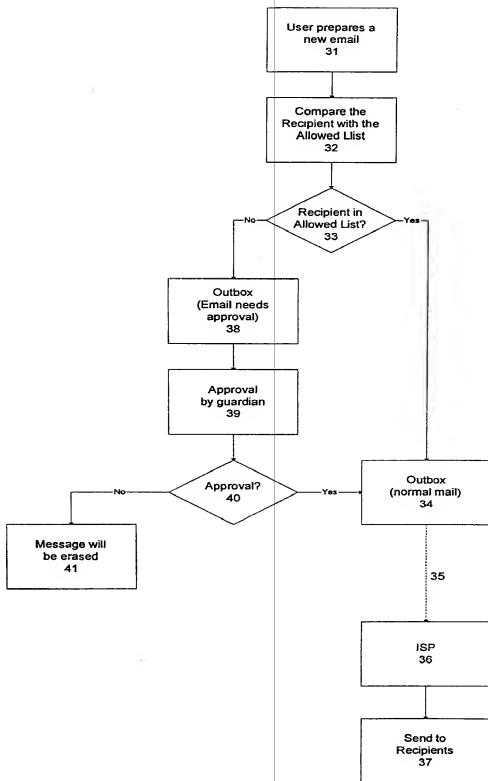 User prepares a
new email
31
Compare the
Recipient with the
Allowed Llist
32
Recipient in
Allowed List?
33
No
Yes
Outbox
(Email needs
approval)
38
Approval
by guardian
39
Approval?
40
No
Yes
Outbox
(normal mail)
34
Message will
be erased
41
35
ISP
36
Send to
Recipients
37